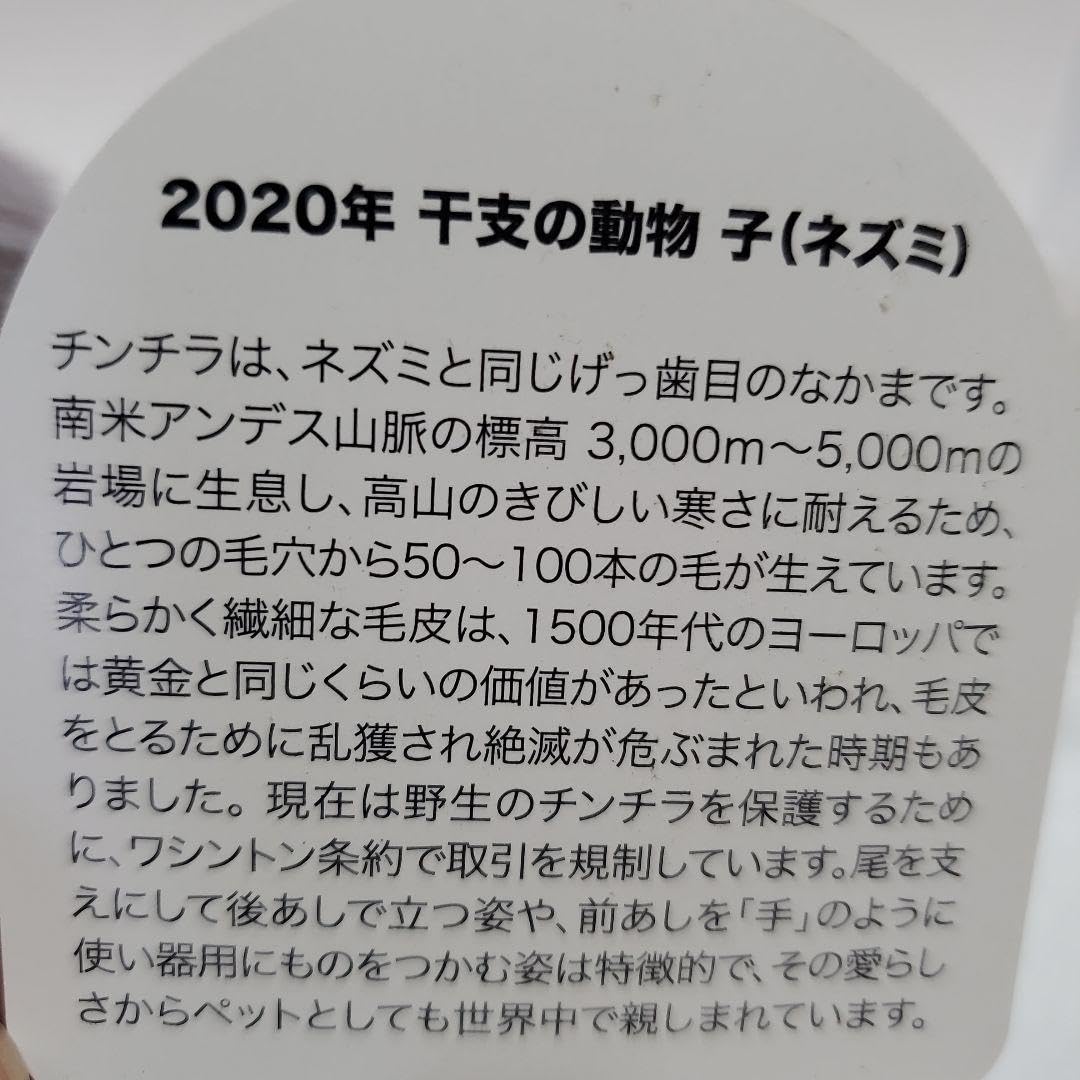 2020年 干支の動物 子(ネズミ)
チンチラは、ネズミと同じげっ歯目のなかまです。
南米アンデス山脈の標高 3,000m〜5,000mの
岩場に生息し、高山のきびしい寒さに耐えるため、
ひとつの毛穴から50〜100本の毛が生えています。
柔らかく繊細な毛皮は、1500年代のヨーロッパで
は黄金と同じくらいの価値があったといわれ、毛皮
をとるために乱獲され絶滅が危ぶまれた時期もあ
りました。現在は野生のチンチラを保護するため
に、ワシントン条約で取引を規制しています。尾を支
えにして後あしで立つ姿や、前あしを「手」のように
使い器用にものをつかむ姿は特徴的で、その愛らし
さからペットとしても世界中で親しまれています。